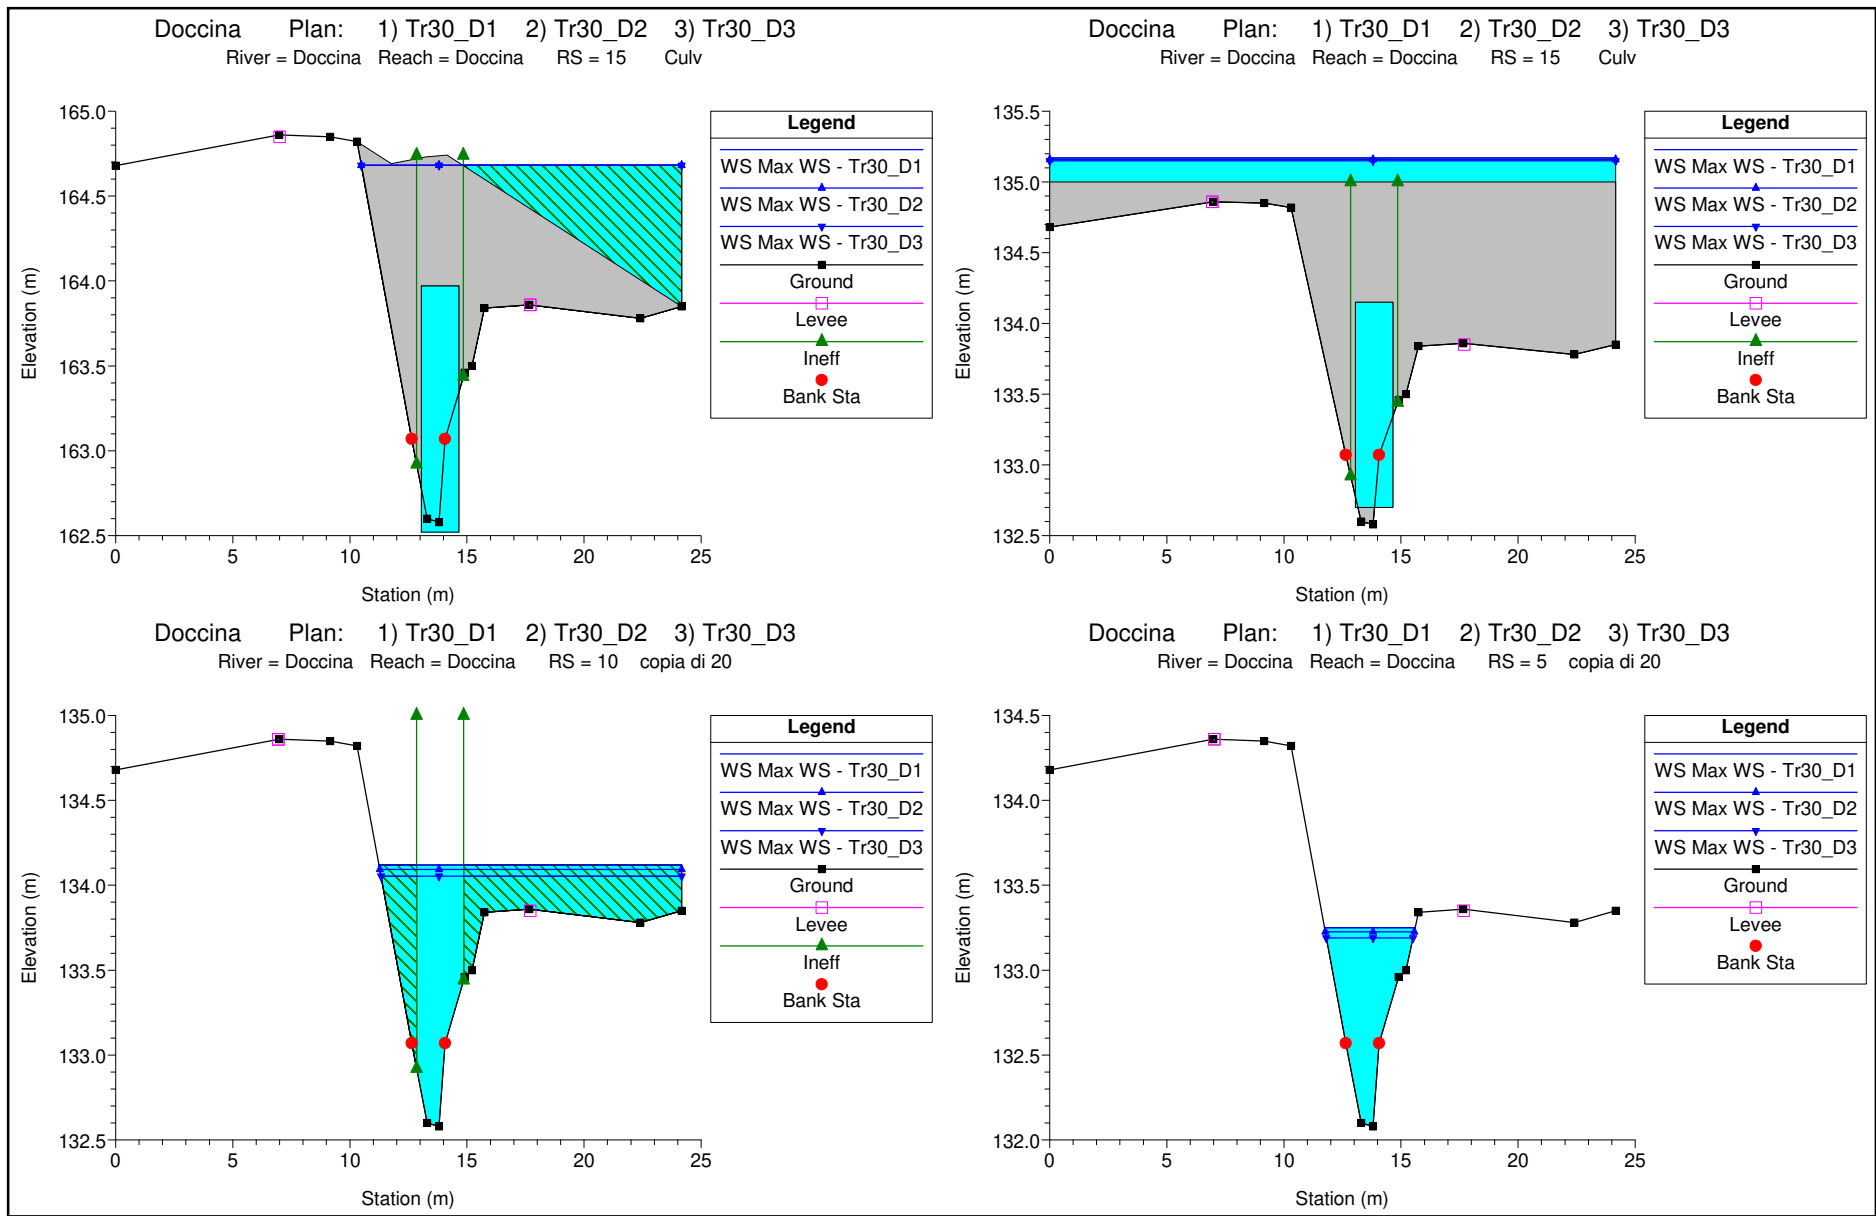 Doccina Plan: 1) Tr30_D1 2) Tr30_D2 3) Tr30_D3
River = Doccina Reach = Doccina RS = 15 Culv
165.0
164.5
164.0
163.5
163.0
162.5
0 5 10 15 20 25
Station (m)
Elevation (m)
Legend
WS Max WS - Tr30_D1
WS Max WS - Tr30_D2
WS Max WS - Tr30_D3
Ground
Levee
Ineff
Bank Sta
Doccina Plan: 1) Tr30_D1 2) Tr30_D2 3) Tr30_D3
River = Doccina Reach = Doccina RS = 15 Culv
135.5
135.0
134.5
134.0
133.5
133.0
132.5
0 5 10 15 20 25
Station (m)
Elevation (m)
Legend
WS Max WS - Tr30_D1
WS Max WS - Tr30_D2
WS Max WS - Tr30_D3
Ground
Levee
Ineff
Bank Sta
Doccina Plan: 1) Tr30_D1 2) Tr30_D2 3) Tr30_D3
River = Doccina Reach = Doccina RS = 10 copia di 20
135.0
134.5
134.0
133.5
133.0
132.5
0 5 10 15 20 25
Station (m)
Elevation (m)
Legend
WS Max WS - Tr30_D1
WS Max WS - Tr30_D2
WS Max WS - Tr30_D3
Ground
Levee
Ineff
Bank Sta
Doccina Plan: 1) Tr30_D1 2) Tr30_D2 3) Tr30_D3
River = Doccina Reach = Doccina RS = 5 copia di 20
134.5
134.0
133.5
133.0
132.5
132.0
0 5 10 15 20 25
Station (m)
Elevation (m)
Legend
WS Max WS - Tr30_D1
WS Max WS - Tr30_D2
WS Max WS - Tr30_D3
Ground
Levee
Bank Sta